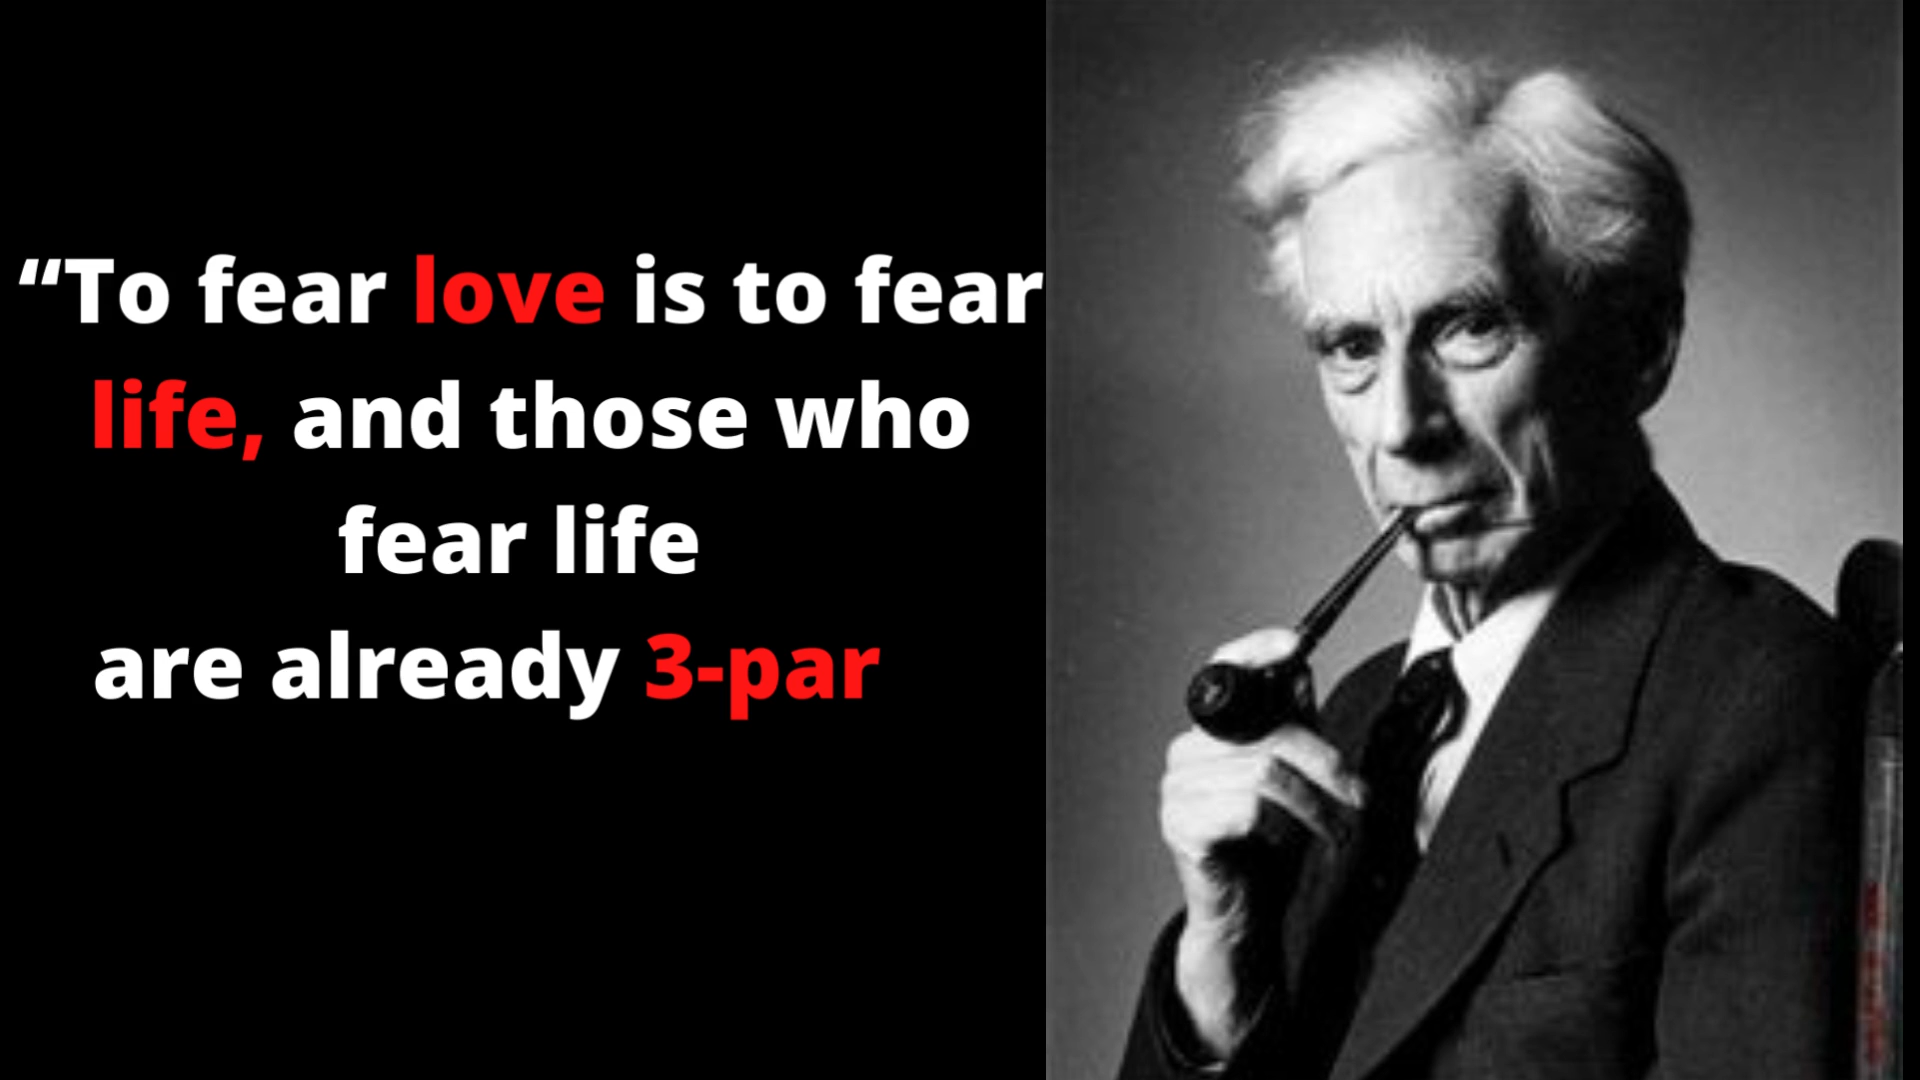 “To fear love is to fear
life, and those who
fear life
are already 3-par